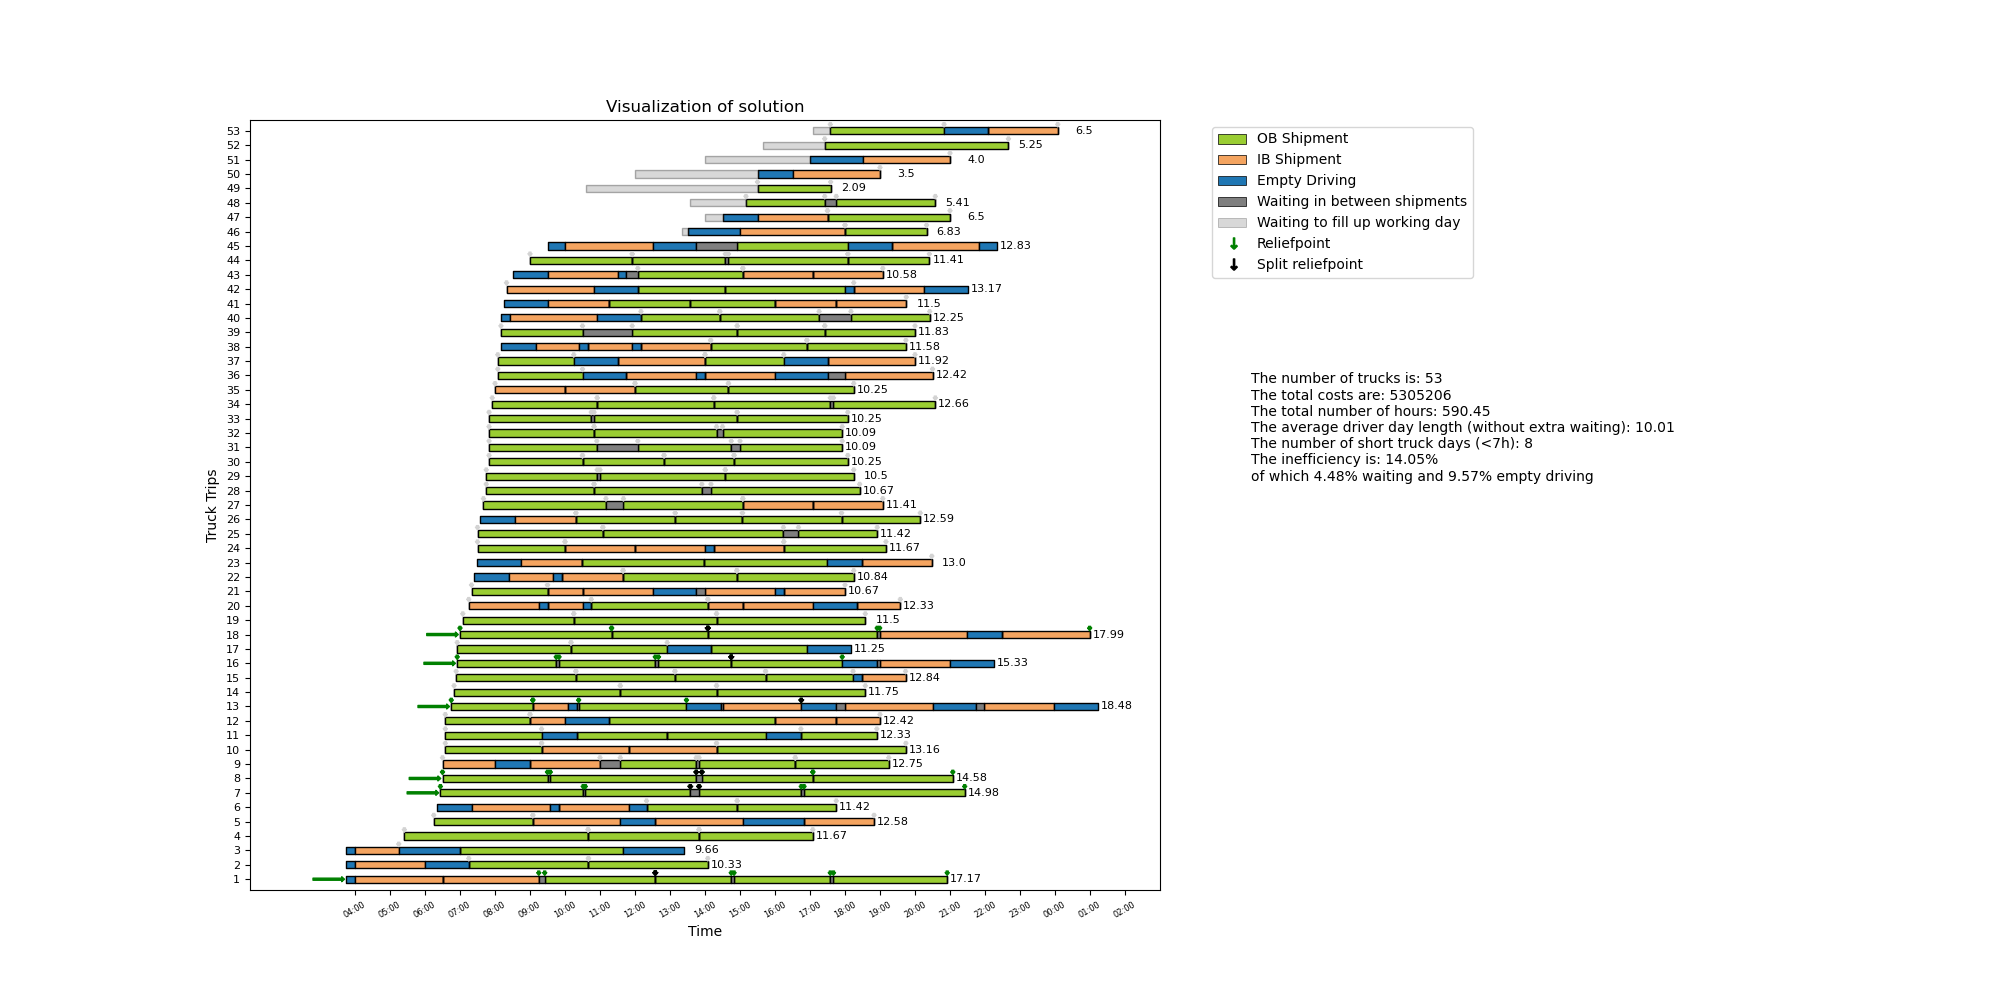 Visualization of solution
53 6.5
52 5.25
51 4.0
50 3.5
49 2.09
48 5.41
47 6.5
46 6.83
45 12.83
44 11.41
43 10.58
42 13.17
41 11.5
40 12.25
39 11.83
38 11.58
37 11.92
36 12.42
35 10.25
34 12.66
33 10.25
32 10.09
31 10.09
30 10.25
29 10.5
28 10.67
27 11.41
26 12.59
25 11.42
24 11.67
23 13.0
22 10.84
21 10.67
20 12.33
19 11.5
18 17.99
17 11.25
16 15.33
15 12.84
14 11.75
13 18.48
12 12.42
11 12.33
10 13.16
9 12.75
8 14.58
7 14.98
6 11.42
5 12.58
4 11.67
3 9.66
2 10.33
1 17.17
Truck Trips
04:00 05:00 06:00 07:00 08:00 09:00 10:00 11:00 12:00 13:00 14:00 15:00 16:00 17:00 18:00 19:00 20:00 21:00 22:00 23:00 00:00 01:00 02:00
Time
OB Shipment
IB Shipment
Empty Driving
Waiting in between shipments
Waiting to fill up working day
Reliefpoint
Split reliefpoint
The number of trucks is: 53
The total costs are: 5305206
The total number of hours: 590.45
The average driver day length (without extra waiting): 10.01
The number of short truck days (<7h): 8
The inefficiency is: 14.05%
of which 4.48% waiting and 9.57% empty driving